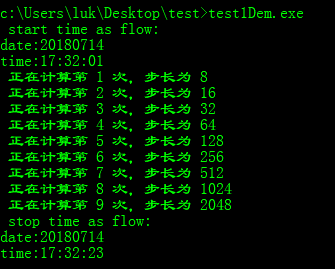 c:\Users\luk\Desktop\test>test1Dem.exe
start time as flow:
date:20180714
time:17:32:01
正在计算第 1 次，步长为 8
正在计算第 2 次，步长为 16
正在计算第 3 次，步长为 32
正在计算第 4 次，步长为 64
正在计算第 5 次，步长为 128
正在计算第 6 次，步长为 256
正在计算第 7 次，步长为 512
正在计算第 8 次，步长为 1024
正在计算第 9 次，步长为 2048
stop time as flow:
date:20180714
time:17:32:23